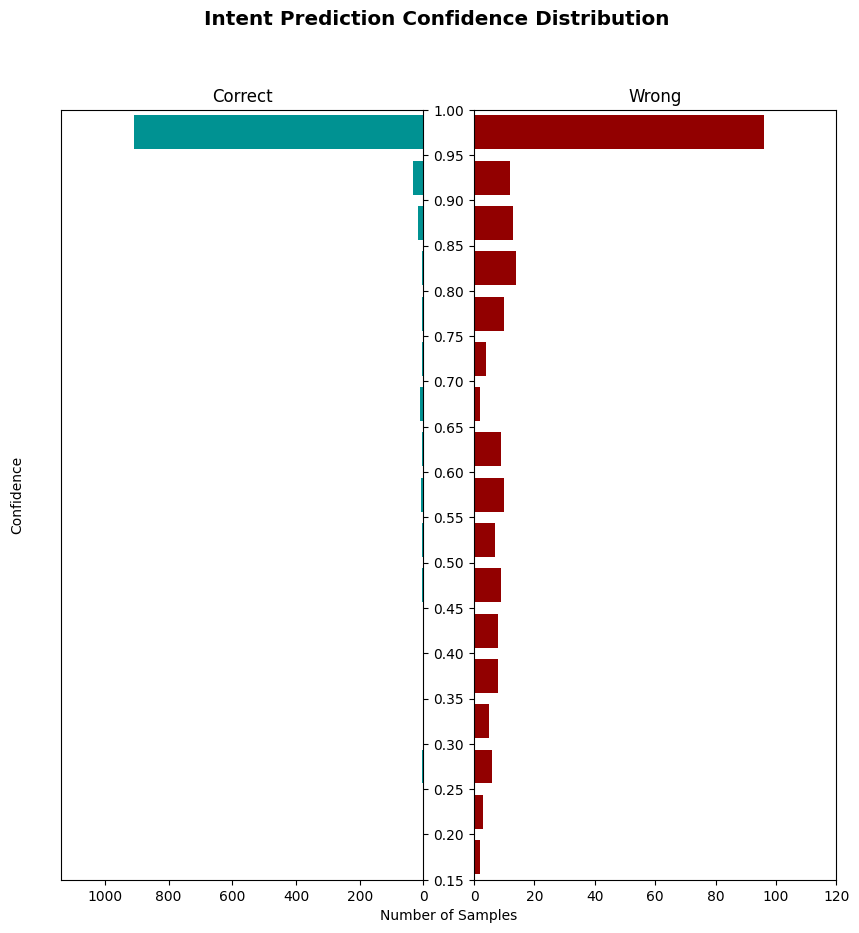 Intent Prediction Confidence Distribution
Correct
Wrong
1.00
0.95
0.90
0.85
0.80
0.75
0.70
0.65
0.60
0.55
0.50
0.45
0.40
0.35
0.30
0.25
0.20
0.15
Confidence
1000 800 600 400 200 0
0 20 40 60 80 100 120
Number of Samples